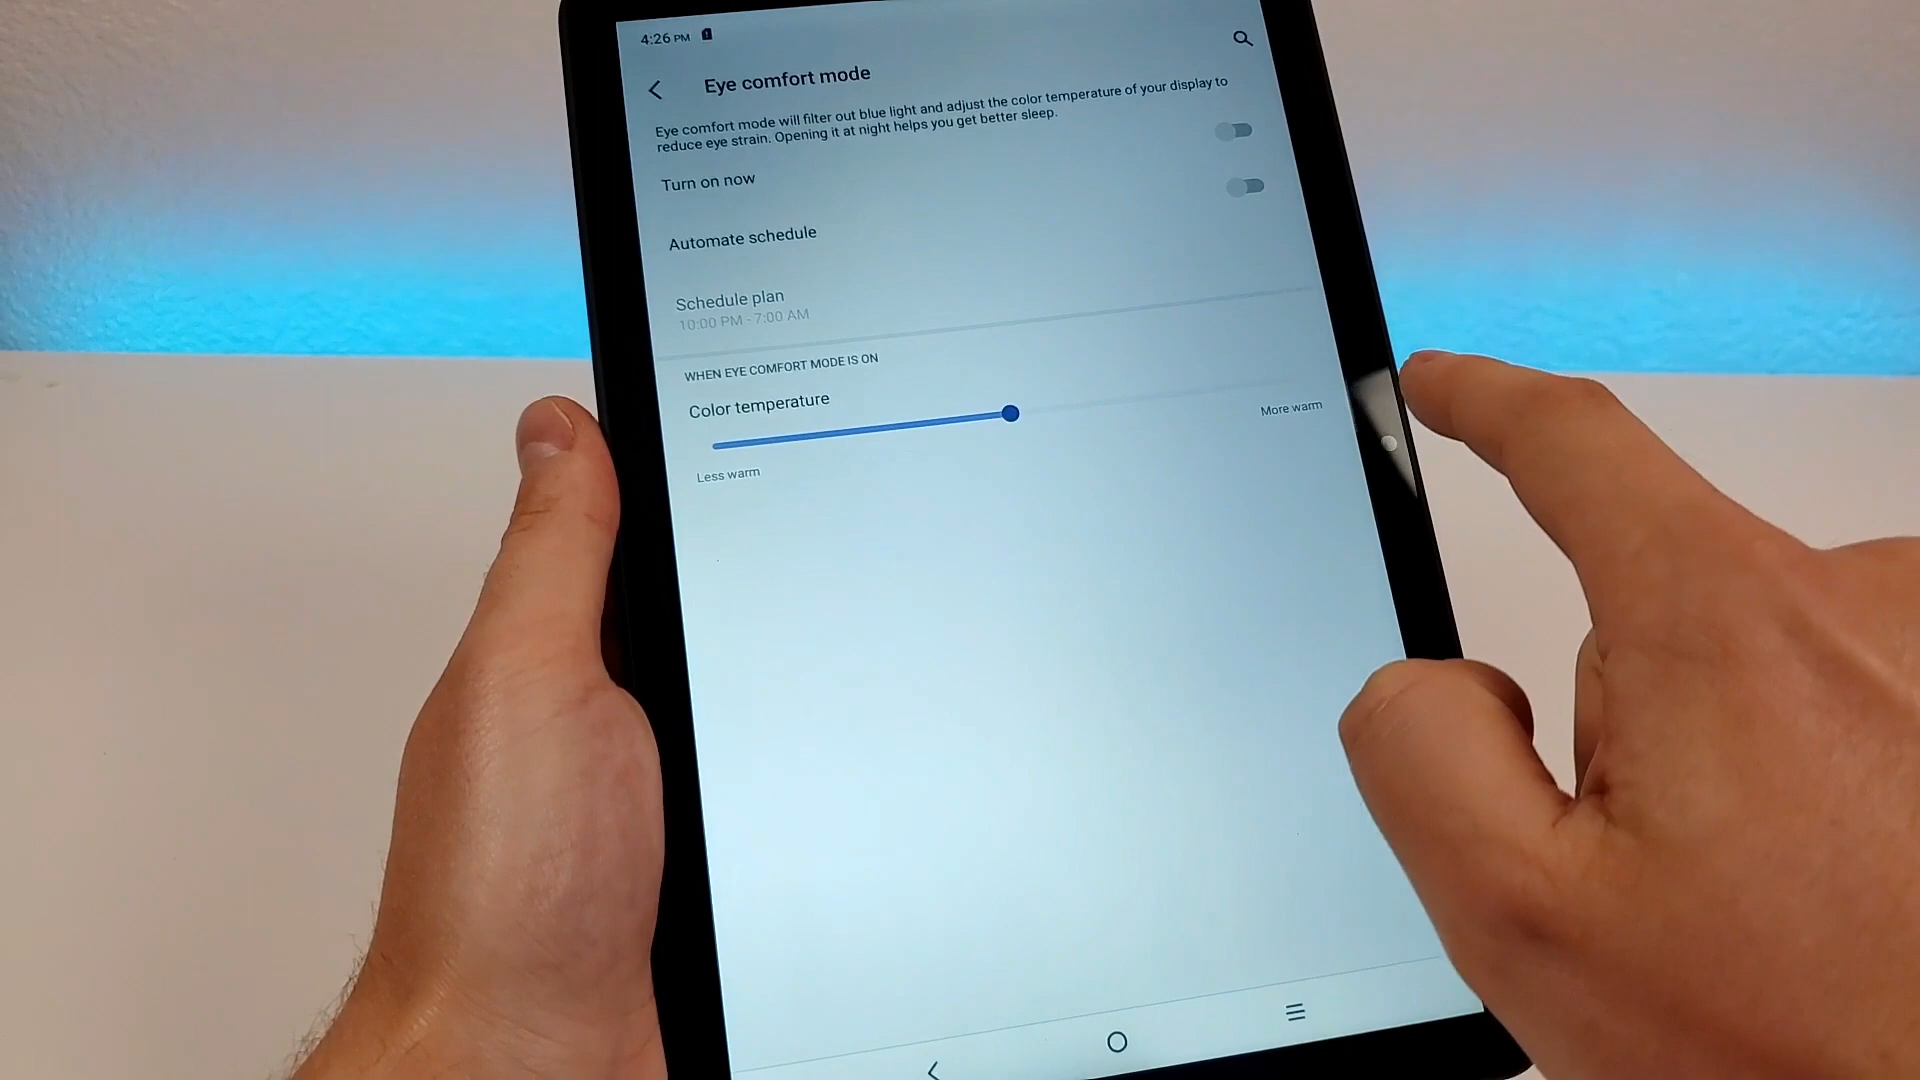 4:26 PM
Eye comfort mode
Eye comfort mode will filter out blue light and adjust the color temperature of your display to
reduce eye strain. Opening it at night helps you get better sleep.
Turn on now
Automate schedule
Schedule plan
10:00 PM - 7:00 AM
WHEN EYE COMFORT MODE IS ON
Color temperature
More warm
Less warm